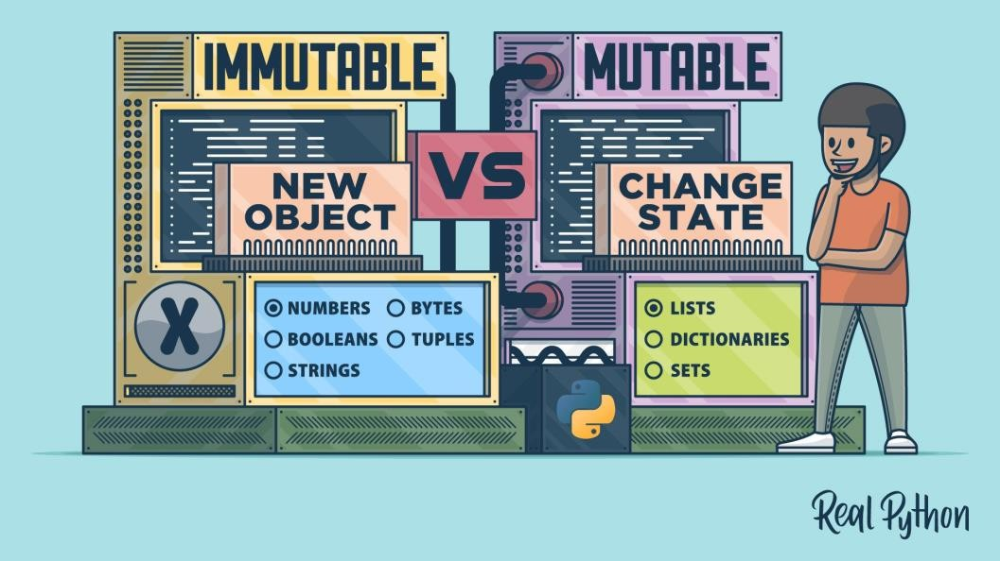 IMMUTABLE
NEW
OBJECT
X
NUMBERS
BYTES
BOOLEANS
TUPLES
STRINGS
VS
MUTABLE
CHANGE
STATE
LISTS
DICTIONARIES
SETS
Real Python